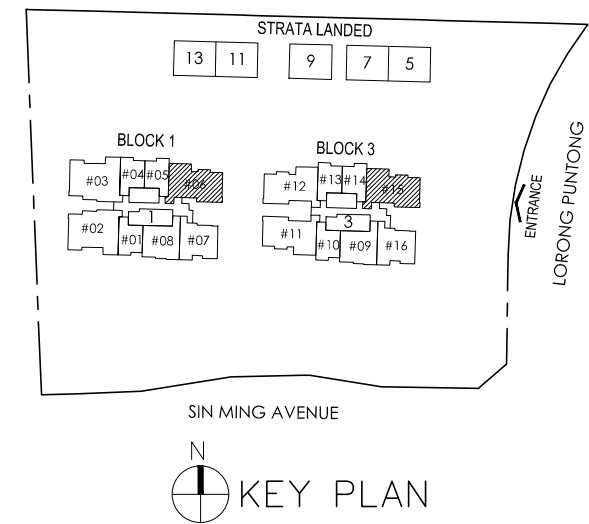 STRATA LANDED
13 11 9 7 5
BLOCK 1
#03 #04 #05 #06
1
#02 #01 #08 #07
BLOCK 3
#12 #13 #14 #15
3
#11 #10 #09 #16
ENTRANCE
LORONG PUNTONG
SIN MING AVENUE
N
KEY PLAN